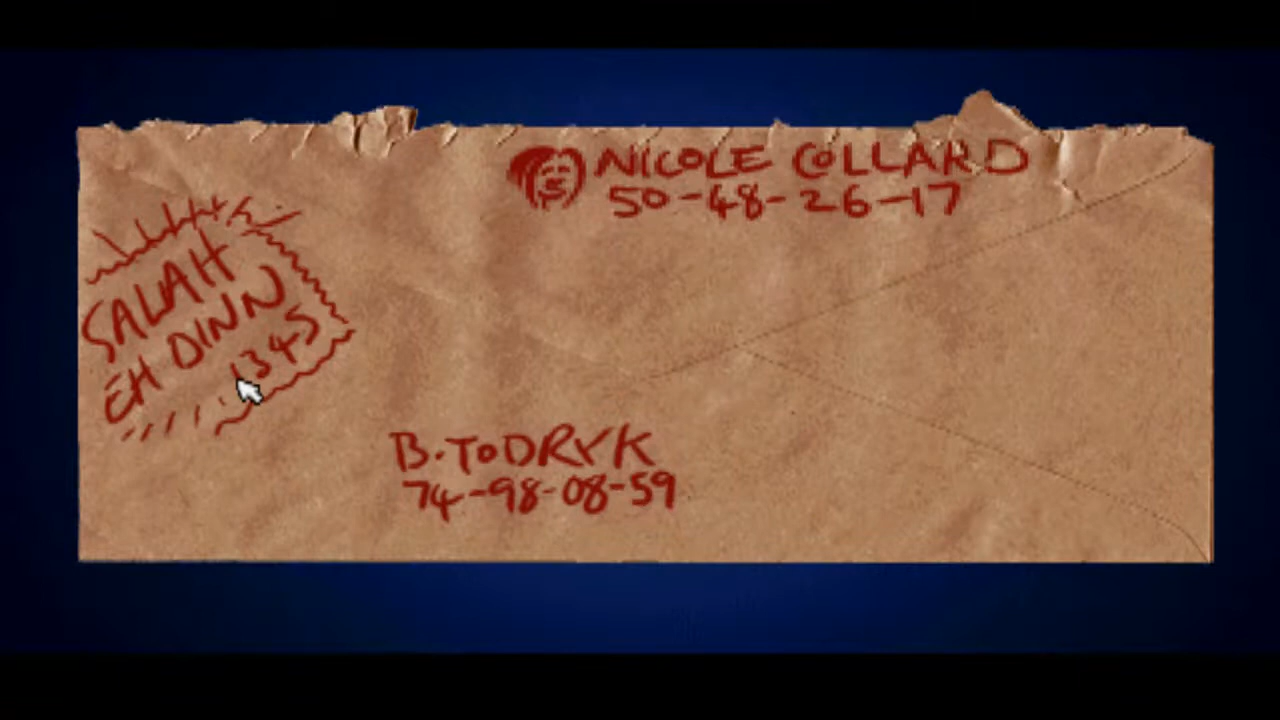 NICOLE COLLARD
50-48-26-17
SALAH
EH DINN
1345
B. TODRYK
74-98-08-59